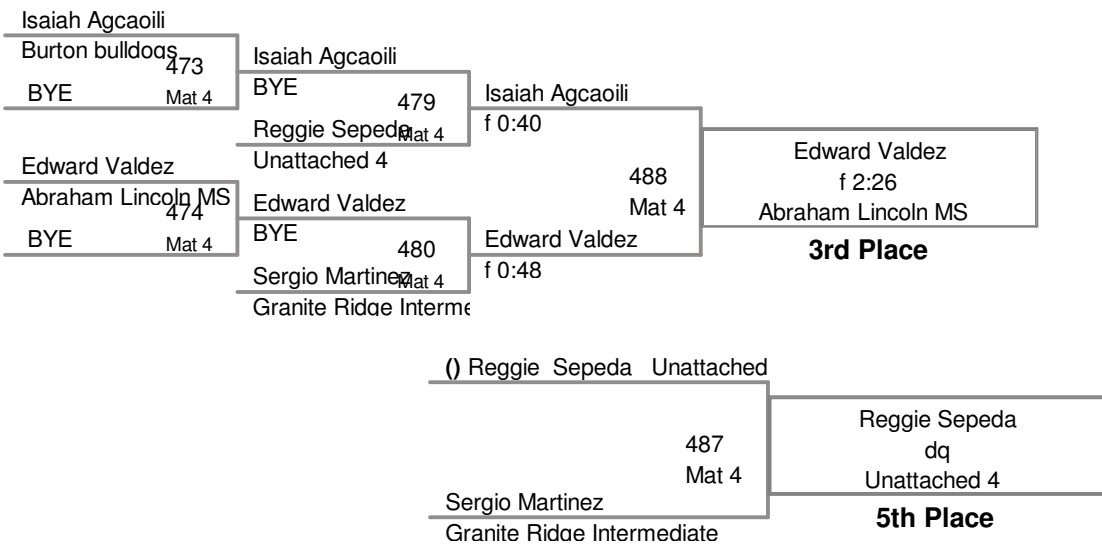 Isaiah Agcaoili
Burton bulldogs
473
BYE
Mat 4
Isaiah Agcaoili
BYE
479
Reggie Sepeda
Mat 4
Unattached 4
Isaiah Agcaoili
f 0:40
Edward Valdez
Abraham Lincoln MS
474
BYE
Mat 4
Edward Valdez
BYE
480
Sergio Martinez
Mat 4
Granite Ridge Interme
Edward Valdez
f 0:48
488
Mat 4
Edward Valdez
f 2:26
Abraham Lincoln MS
3rd Place
() Reggie Sepeda Unattached
487
Mat 4
Sergio Martinez
Granite Ridge Intermediate
Reggie Sepeda
dq
Unattached 4
5th Place